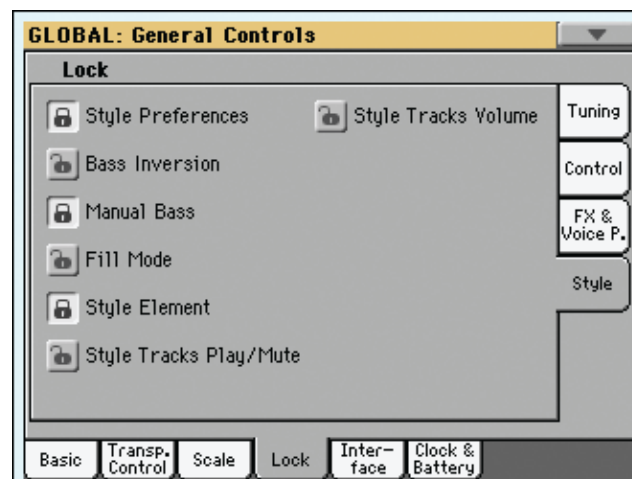 GLOBAL: General Controls
Lock
Style Preferences
Style Tracks Volume
Bass Inversion
Manual Bass
Fill Mode
Style Element
Style Tracks Play/Mute
Tuning
Control
FX &
Voice P.
Style
Basic
Transp.
Control
Scale
Lock
Inter-
face
Clock &
Battery